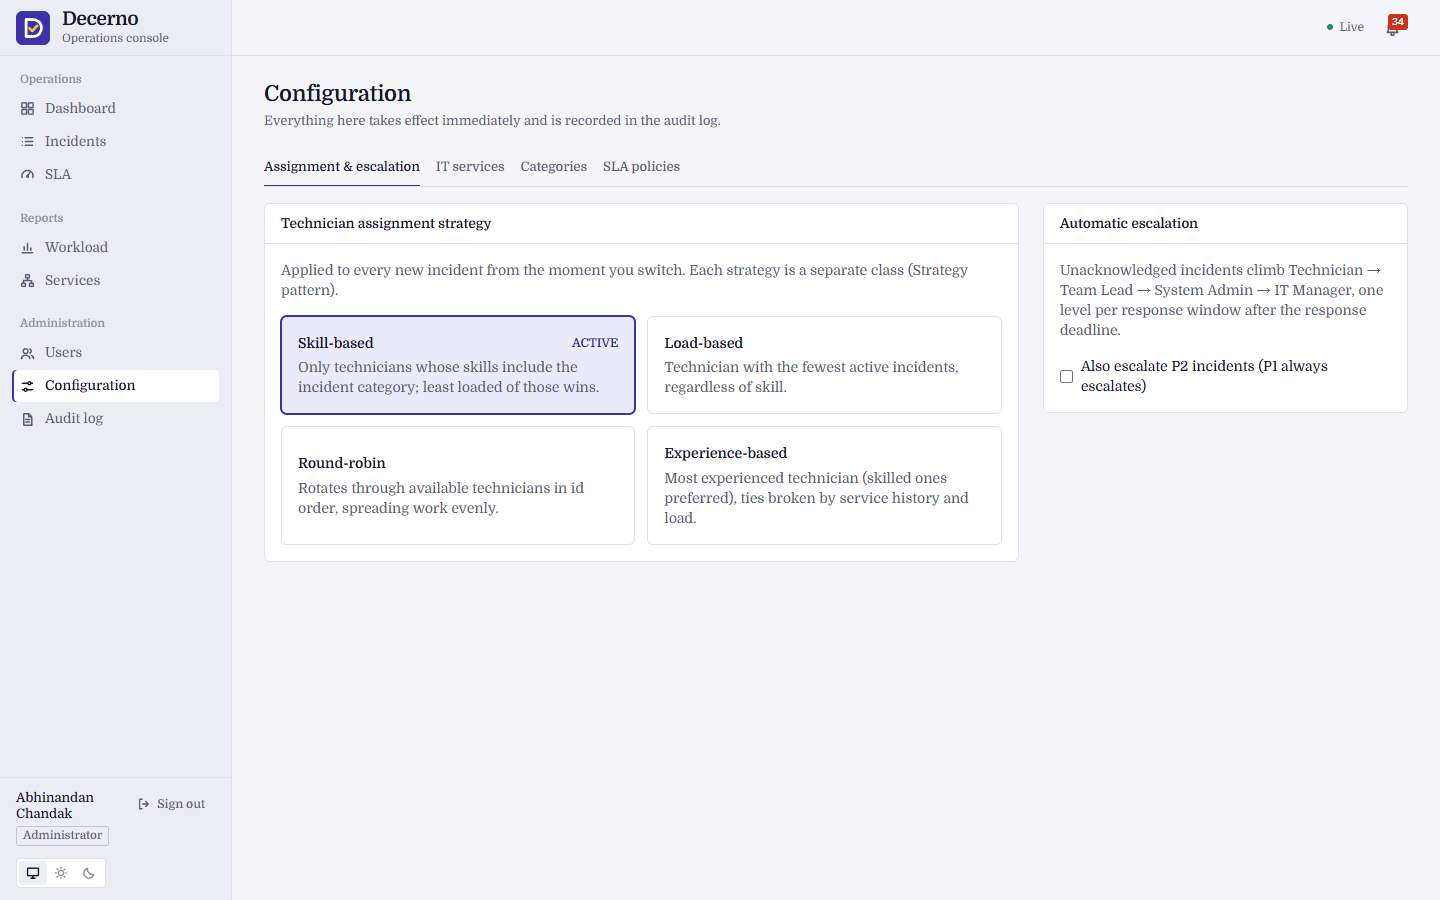 Decerno
Operations console
Live
34
Operations
Dashboard
Incidents
SLA
Reports
Workload
Services
Administration
Users
Configuration
Audit log
Abhinandan
Chandak
Sign out
Administrator
Configuration
Everything here takes effect immediately and is recorded in the audit log.
Assignment & escalation
IT services
Categories
SLA policies
Technician assignment strategy
Applied to every new incident from the moment you switch. Each strategy is a separate class (Strategy
pattern).
Skill-based
ACTIVE
Only technicians whose skills include the
incident category; least loaded of those wins.
Load-based
Technician with the fewest active incidents,
regardless of skill.
Round-robin
Rotates through available technicians in id
order, spreading work evenly.
Experience-based
Most experienced technician (skilled ones
preferred), ties broken by service history and
load.
Automatic escalation
Unacknowledged incidents climb Technician →
Team Lead → System Admin → IT Manager, one
level per response window after the response
deadline.
Also escalate P2 incidents (P1 always
escalates)